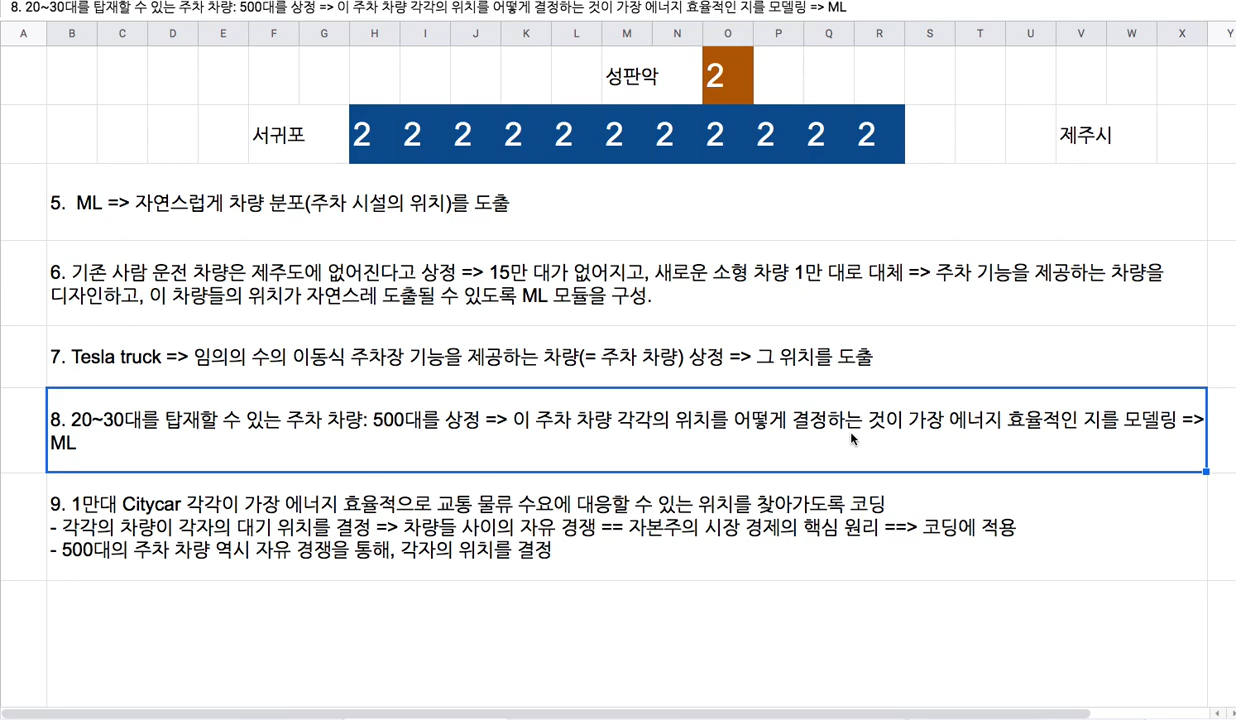 8. 20~30대를 탑재할 수 있는 주차 차량: 500대를 상정 => 이 주차 차량 각각의 위치를 어떻게 결정하는 것이 가장 에너지 효율적인 지를 모델링 => ML
A B C D E F G H I J K L M N O P Q R S T U V W X Y
성판악 2
서귀포 2 2 2 2 2 2 2 2 2 2 2 제주시
5. ML => 자연스럽게 차량 분포(주차 시설의 위치)를 도출
6. 기존 사람 운전 차량은 제주도에 없어진다고 상정 => 15만 대가 없어지고, 새로운 소형 차량 1만 대로 대체 => 주차 기능을 제공하는 차량을
디자인하고, 이 차량들의 위치가 자연스레 도출될 수 있도록 ML 모듈을 구성.
7. Tesla truck => 임의의 수의 이동식 주차장 기능을 제공하는 차량(= 주차 차량) 상정 => 그 위치를 도출
8. 20~30대를 탑재할 수 있는 주차 차량: 500대를 상정 => 이 주차 차량 각각의 위치를 어떻게 결정하는 것이 가장 에너지 효율적인 지를 모델링 =>
ML
9. 1만대 Citycar 각각이 가장 에너지 효율적으로 교통 물류 수요에 대응할 수 있는 위치를 찾아가도록 코딩
- 각각의 차량이 각자의 대기 위치를 결정 => 차량들 사이의 자유 경쟁 == 자본주의 시장 경제의 핵심 원리 ==> 코딩에 적용
- 500대의 주차 차량 역시 자유 경쟁을 통해, 각자의 위치를 결정